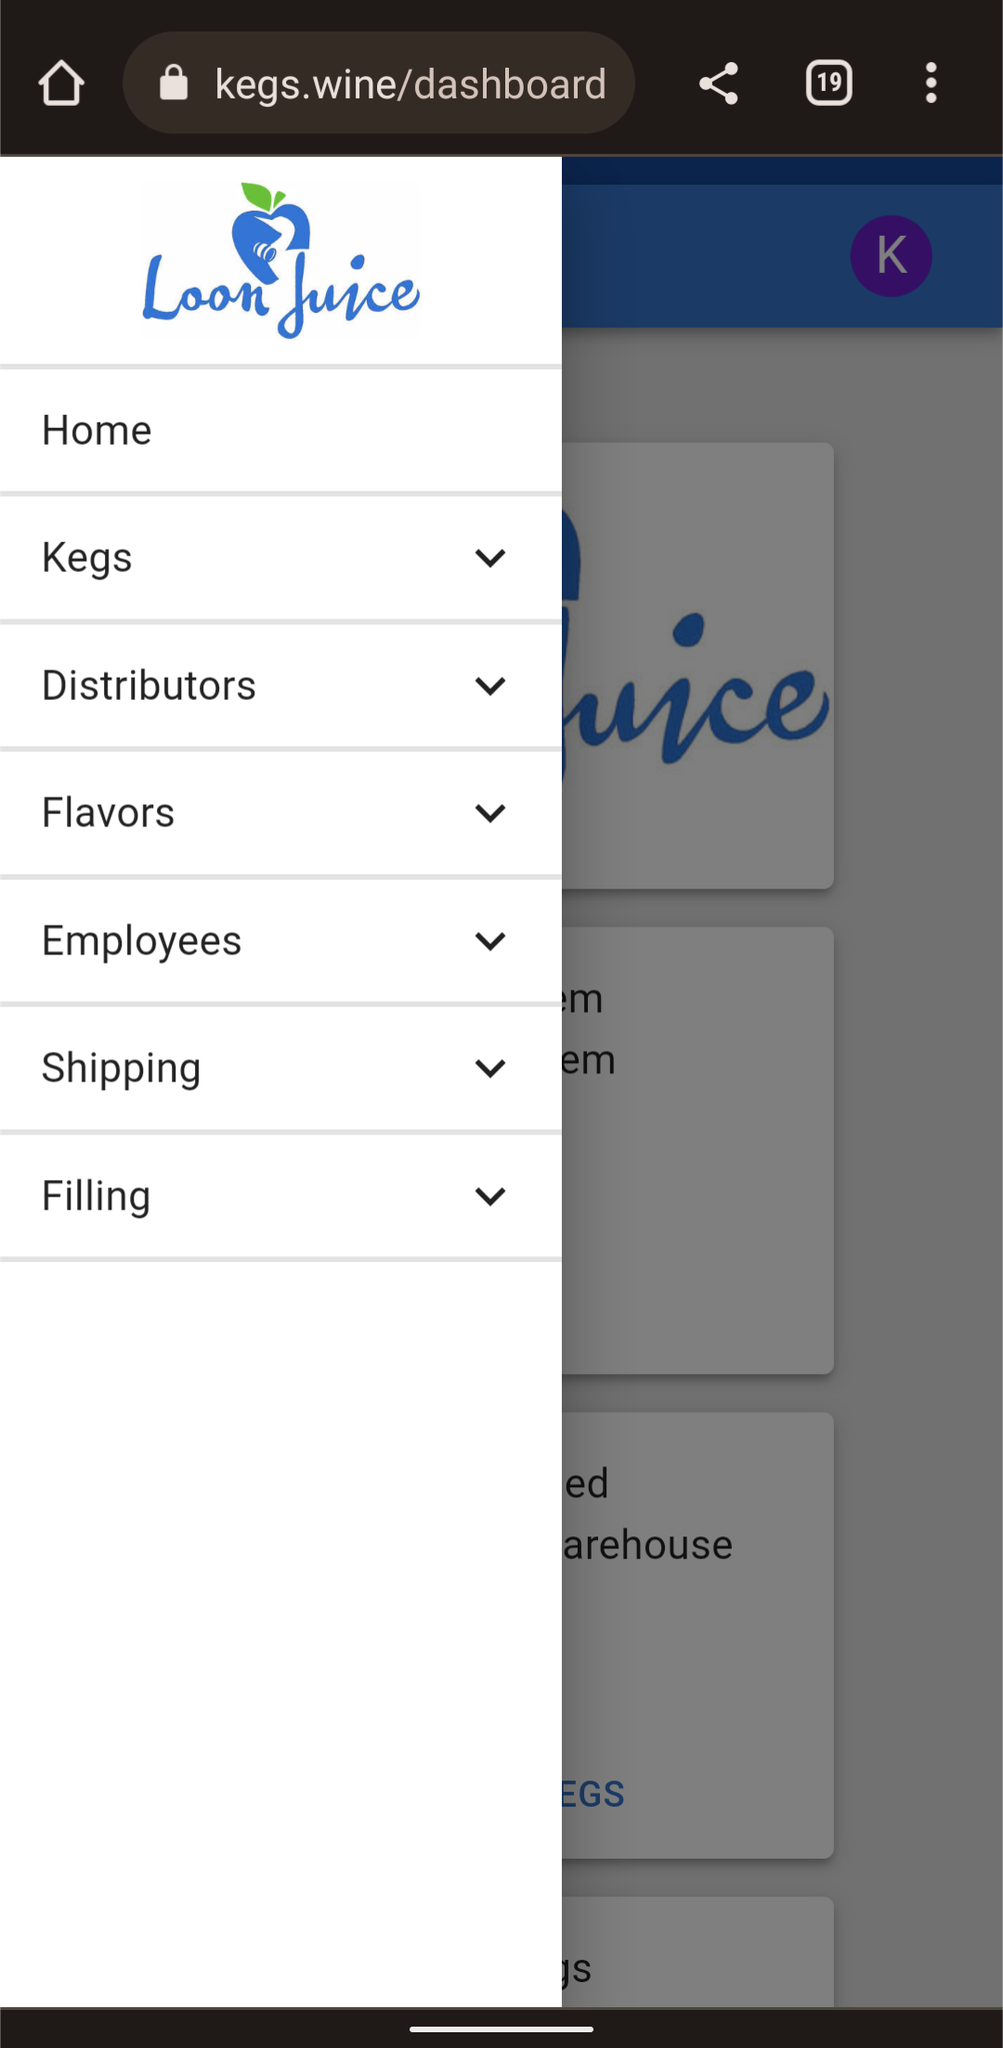 kegs.wine/dashboard
19
Loon Juice
K
Home
Kegs
Distributors
Flavors
Employees
Shipping
Filling
uice
em
em
ed
arehouse
EGS
gs